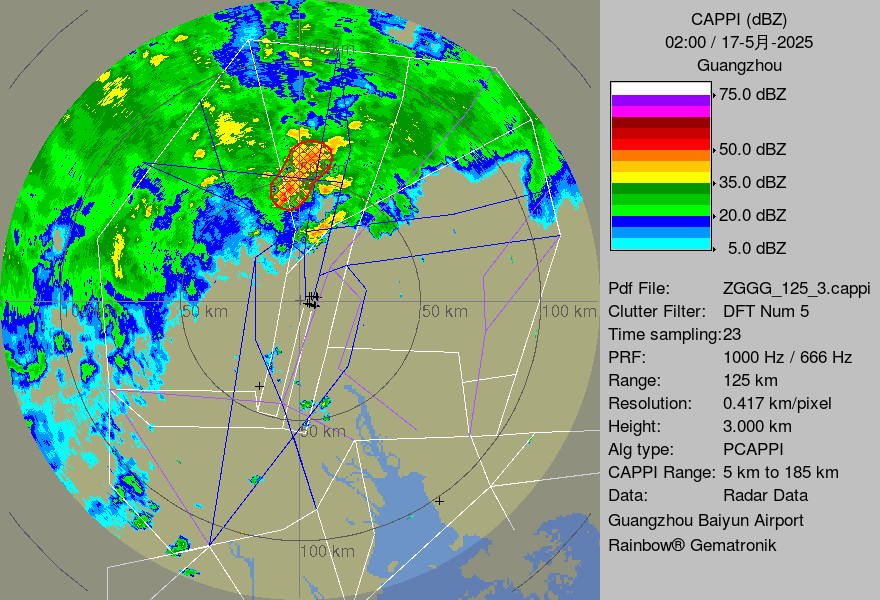 CAPPI (dBZ)
02:00 / 17-5月-2025
Guangzhou
75.0 dBZ
50.0 dBZ
35.0 dBZ
20.0 dBZ
5.0 dBZ
Pdf File: ZGGG_125_3.cappi
Clutter Filter: DFT Num 5
Time sampling:23
PRF: 1000 Hz / 666 Hz
Range: 125 km
Resolution: 0.417 km/pixel
Height: 3.000 km
Alg type: PCAPPI
CAPPI Range: 5 km to 185 km
Data: Radar Data
Guangzhou Baiyun Airport
Rainbow® Gematronik
100 km
100 km
50 km
50 km
100 km
50 km
100 km